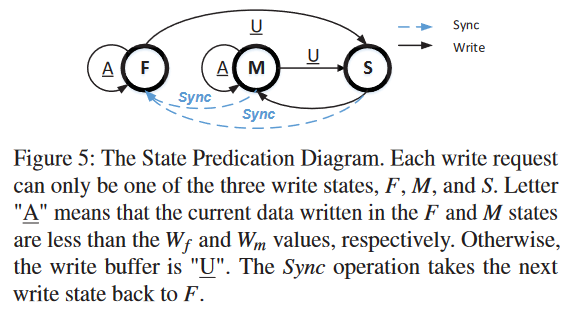 U
Sync
Write
A F A M U S
Sync
Sync
Figure 5: The State Predication Diagram. Each write request
can only be one of the three write states, F, M, and S. Letter
"A" means that the current data written in the F and M states
are less than the Wf and Wm values, respectively. Otherwise,
the write buffer is "U". The Sync operation takes the next
write state back to F.